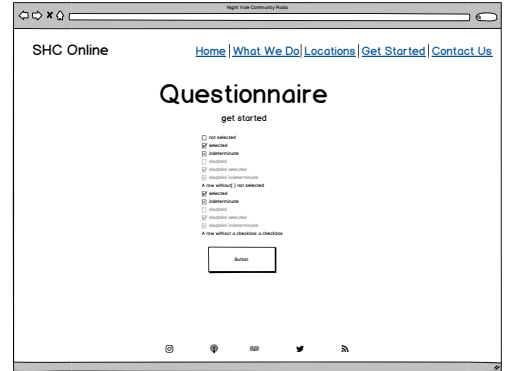 Night Vale Community Radio
SHC Online
Home | What We Do | Locations | Get Started | Contact Us
Questionnaire
get started
not selected
selected
indeterminate
disabled
disabled selected
disabled indeterminate
A row without[ ] not selected
selected
indeterminate
disabled
disabled selected
disabled indeterminate
A row without a checkbox a checkbox
Button